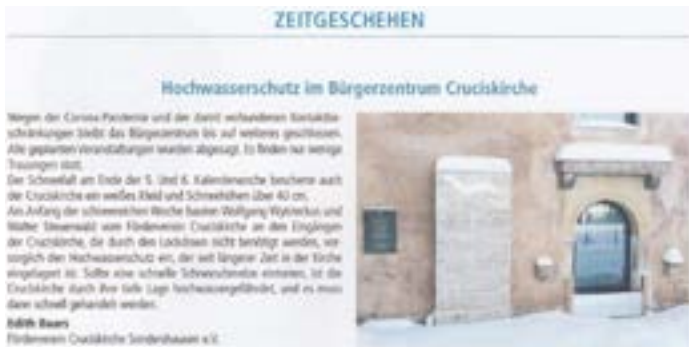 ZEITGESCHEHEN
Hochwasserschutz im Bürgerzentrum Cruciskirche
Wegen der Corona-Pandemie und der damit verbundenen Kontaktbe-
schränkungen bleibt das Bürgerzentrum bis auf weiteres geschlossen.
Alle geplanten Veranstaltungen wurden abgesagt. Es finden nur wenige
Trauungen statt.
Der Schneefall am Ende der 5. und 6. Kalenderwoche bescherte auch
der Cruciskirche ein weißes Kleid und Schneehöhen über 40 cm.
Am Anfang der schneereichen Woche bauten Wolfgang und
Walter vom Förderverein Cruciskirche an den Eingängen
der Cruciskirche, die durch den Lockdown nicht benötigt werden, vor-
sorglich den Hochwasserschutz ein, der seit längerer Zeit in der Kirche
eingelagert ist. Sollte eine schnelle Schneeschmelze eintreten, ist die
Cruciskirche durch ihre tiefe Lage hochwassergefährdet, und es muss
dann schnell gehandelt werden.
Edith Baars
Förderverein Cruciskirche Sondershausen e.V.